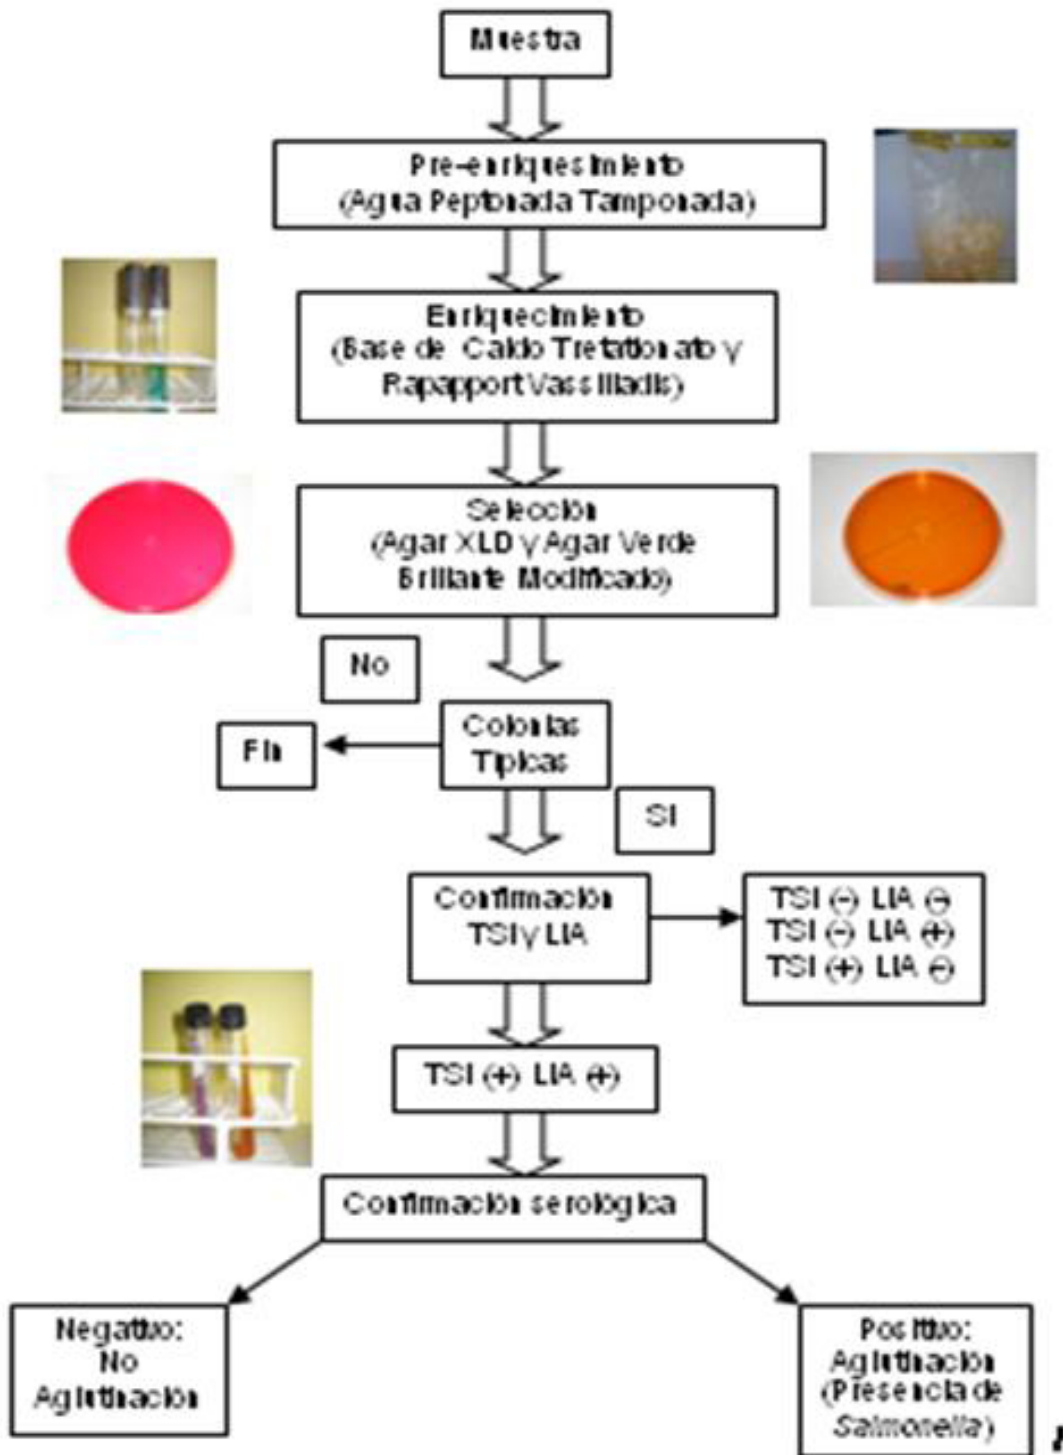 Muestra
Pre-enriquesimiento
(Agua Peptonada Tamponada)
Enriquecimiento
(Base de Caldo Tretationato y
Rapapport Vassiliadis)
Selección
(Agar XLD y Agar Verde
Brillante Modificado)
No
Colonias
Típicas
Fin
SI
Confirmación
TSI y LIA
TSI (-) LIA (-)
TSI (-) LIA (+)
TSI (+) LIA (-)
TSI (+) LIA (+)
Confirmación serológica
Negativo:
No
Aglutinación
Positivo:
Aglutinación
(Presencia de
Salmonella)